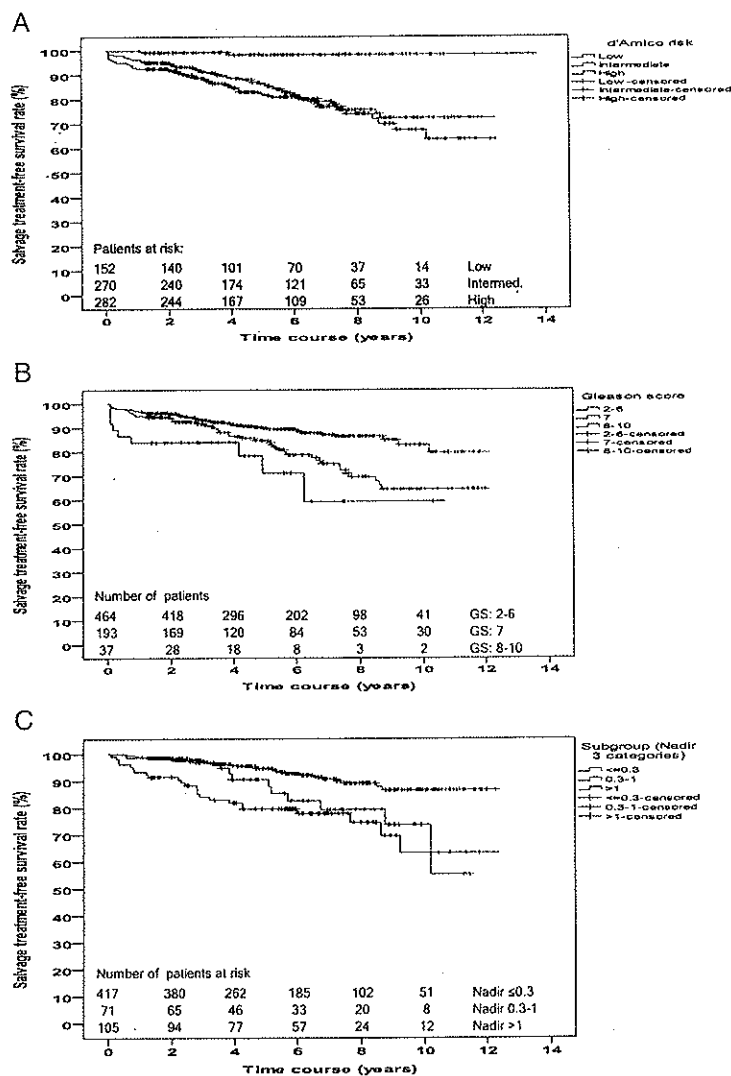 A
Salvage treatment-free survival rate (%)
100
90
80
70
60
50
40
30
20
10
0
d'Amico risk
Low
Intermediate
High
Low-censored
Intermediate-censored
High-censored
Patients at risk:
152 140 101 70 37 14 Low
270 240 174 121 65 33 Intermed.
282 244 167 109 53 26 High
0 2 4 6 8 10 12 14
Time course (years)
B
Salvage treatment-free survival rate (%)
100
90
80
70
60
50
40
30
20
10
0
Gleason score
2-6
7
8-10
2-6-censored
7-censored
8-10-censored
Number of patients
464 418 296 202 98 41 GS: 2-6
193 169 120 84 53 30 GS: 7
37 28 18 8 3 2 GS: 8-10
0 2 4 6 8 10 12 14
Time course (years)
C
Salvage treatment-free survival rate (%)
100
90
80
70
60
50
40
30
20
10
0
Subgroup (Nadir
3 categories)
<=0.3
0.3-1
>1
<=0.3-censored
0.3-1-censored
>1-censored
Number of patients at risk
417 380 262 185 102 51 Nadir ≤0.3
71 65 46 33 20 8 Nadir 0.3-1
105 94 77 57 24 12 Nadir >1
0 2 4 6 8 10 12 14
Time course (years)